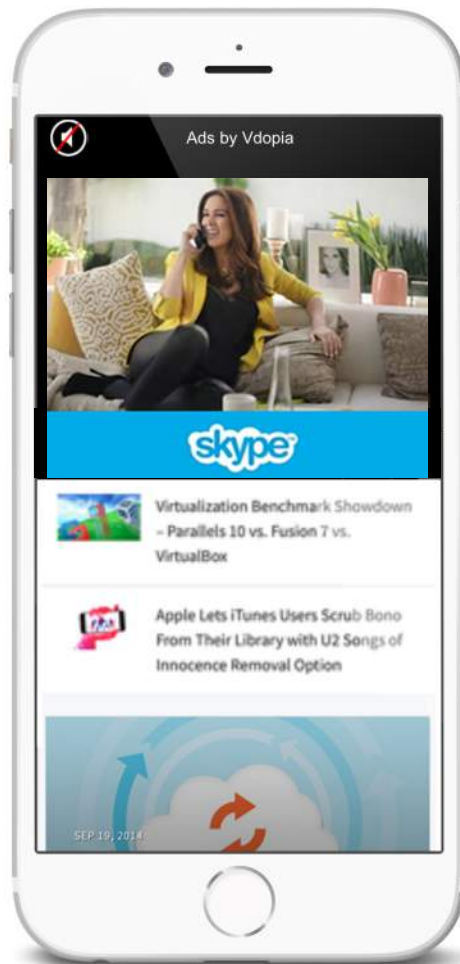 Ads by Vdopia
skype
Virtualization Benchmark Showdown
– Parallels 10 vs. Fusion 7 vs.
VirtualBox
Apple Lets iTunes Users Scrub Bono
From Their Library with U2 Songs of
Innocence Removal Option
SEP 19, 2014